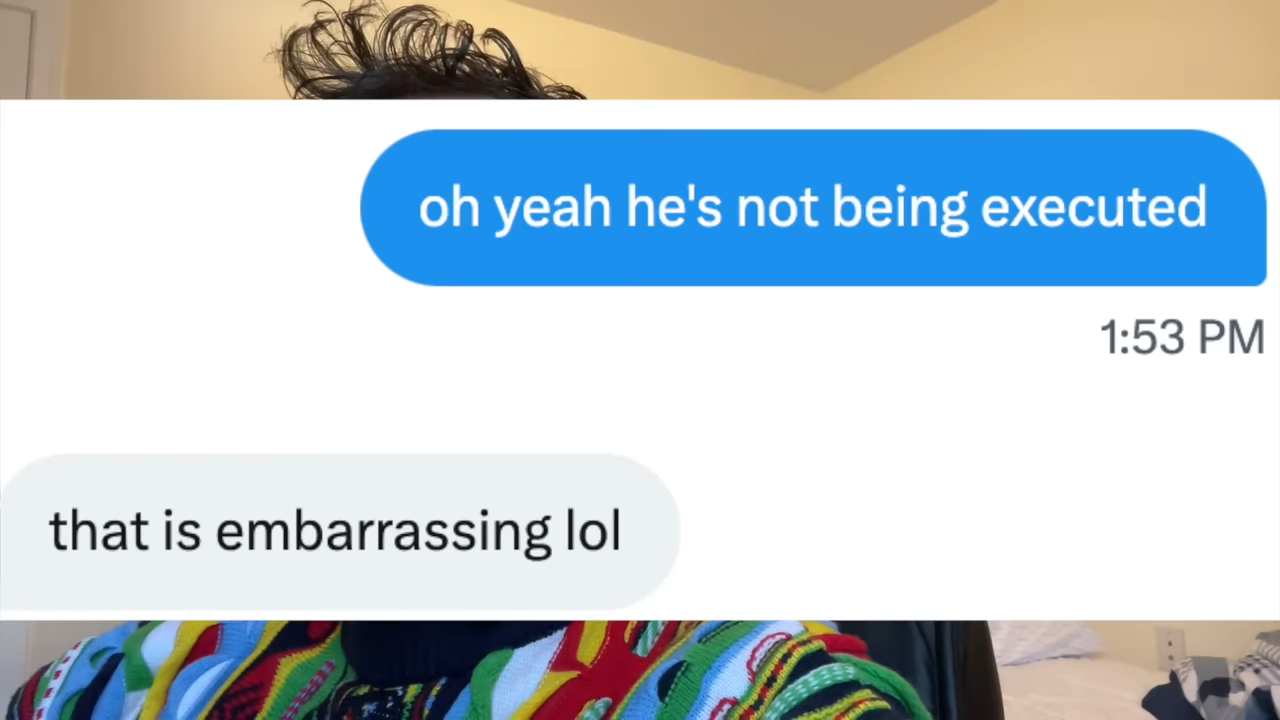 oh yeah he's not being executed
1:53 PM
that is embarrassing lol